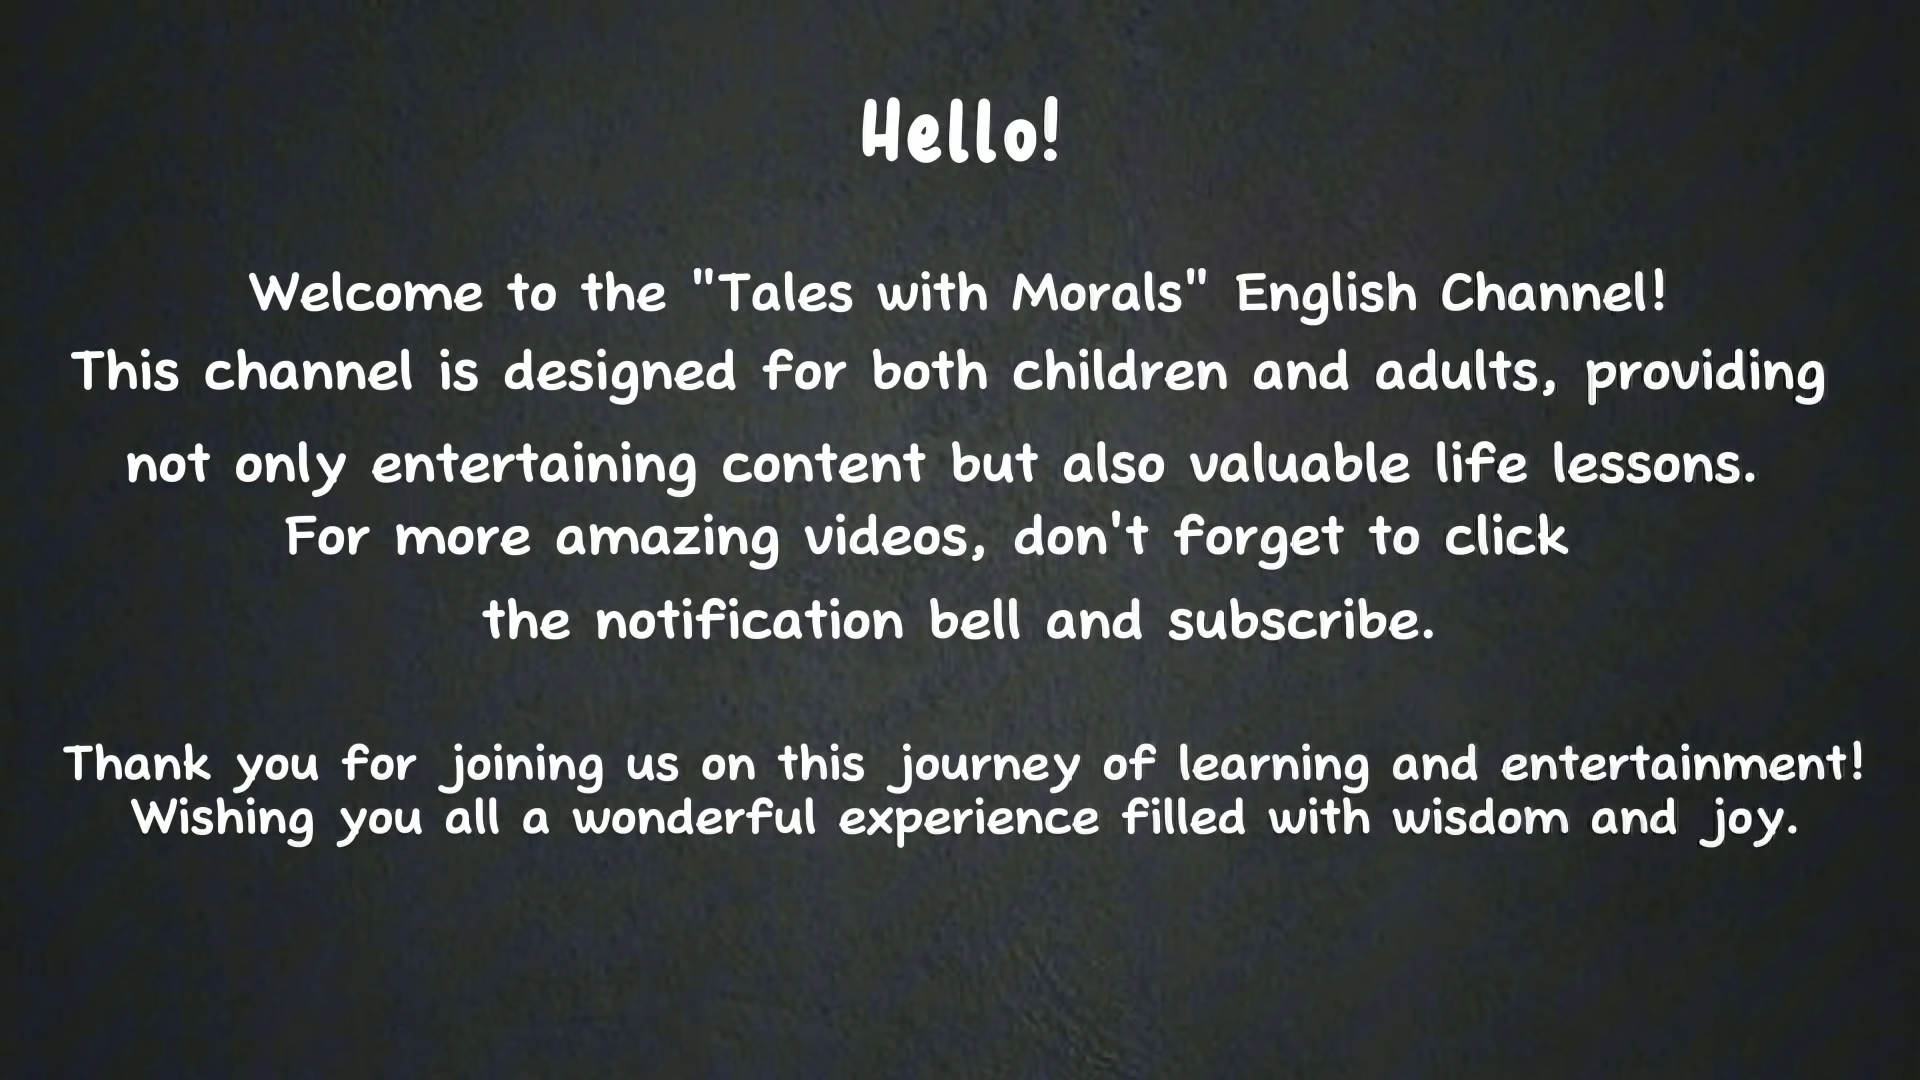 Hello!
Welcome to the "Tales with Morals" English Channel!
This channel is designed for both children and adults, providing
not only entertaining content but also valuable life lessons.
For more amazing videos, don't forget to click
the notification bell and subscribe.
Thank you for joining us on this journey of learning and entertainment!
Wishing you all a wonderful experience filled with wisdom and joy.